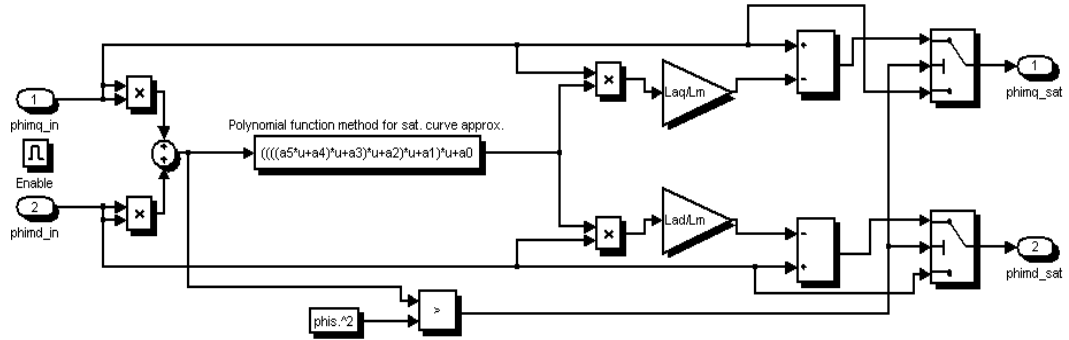 1
phimq_in
Enable
2
phimd_in
×
×
+
+
Polynomial function method for sat. curve approx.
((((a5*u+a4)*u+a3)*u+a2)*u+a1)*u+a0
×
×
Laq/Lm
Lad/Lm
+
-
-
+
phis.^2
>
1
phimq_sat
2
phimd_sat